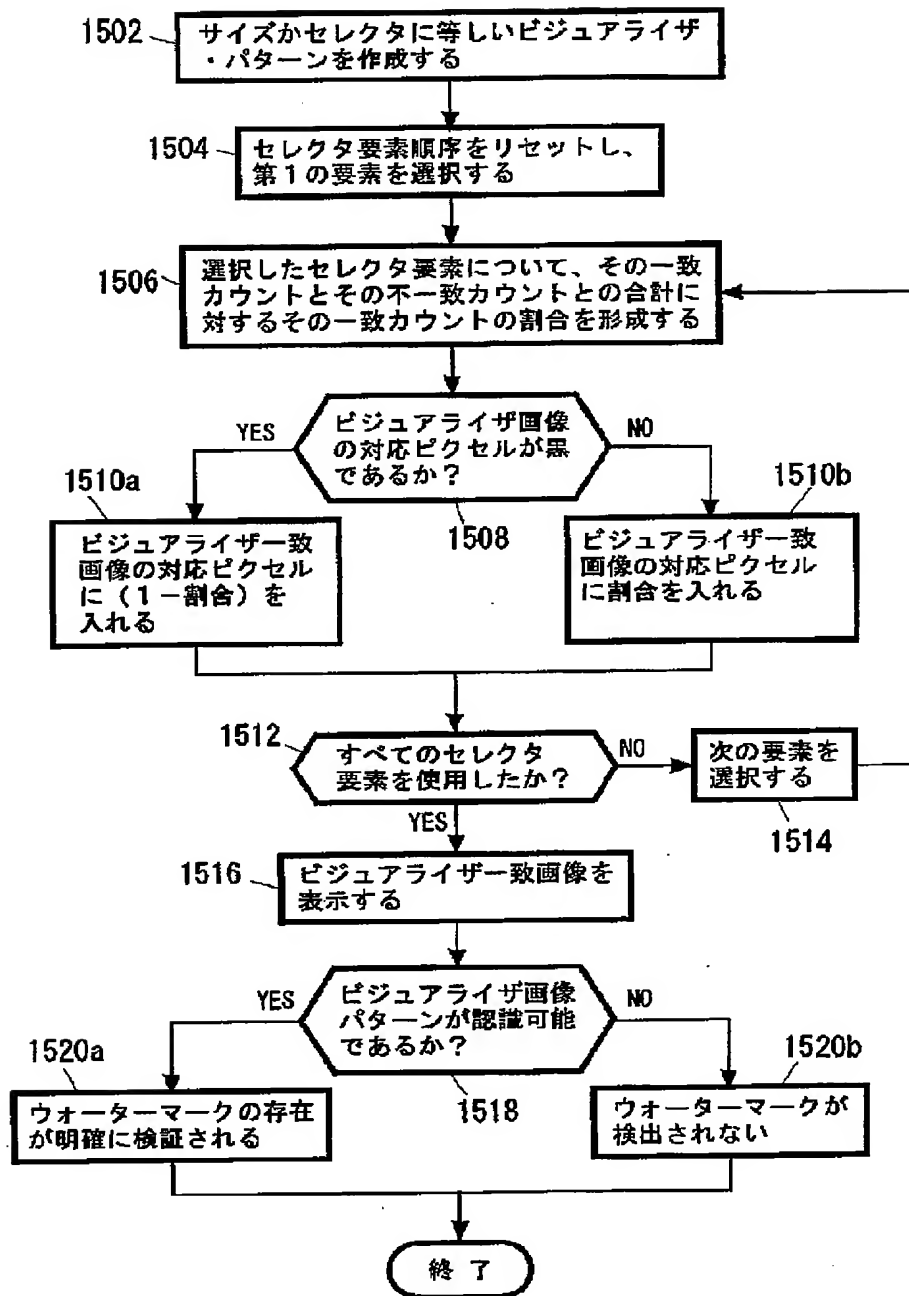 1502
サイズかセレクタに等しいビジュアライザ
・パターンを作成する
1504
セレクタ要素順序をリセットし、
第1の要素を選択する
1506
選択したセレクタ要素について、その一致
カウントとその不一致カウントとの合計に
対するその一致カウントの割合を形成する
YES
ビジュアライザ画像
の対応ピクセルが黒
であるか?
NO
1508
1510a
ビジュアライザ一致
画像の対応ピクセル
に(1-割合)を
入れる
1510b
ビジュアライザ一致
画像の対応ピクセル
に割合を入れる
1512
すべてのセレクタ
要素を使用したか?
NO
次の要素を
選択する
1514
YES
1516
ビジュアライザ一致画像を
表示する
YES
ビジュアライザ画像
パターンが認識可能
であるか?
NO
1518
1520a
ウォーターマークの存在
が明確に検証される
1520b
ウォーターマークが
検出されない
終了